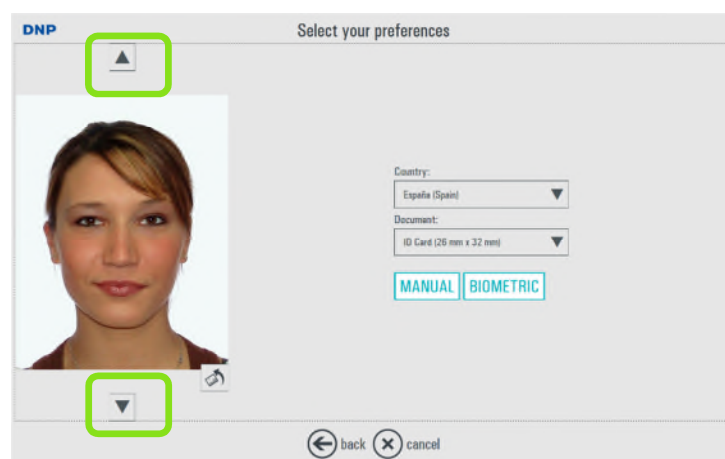 DNP
Select your preferences
Country:
España (Spain)
Document:
ID Card (26 mm x 32 mm)
MANUAL BIOMETRIC
back cancel